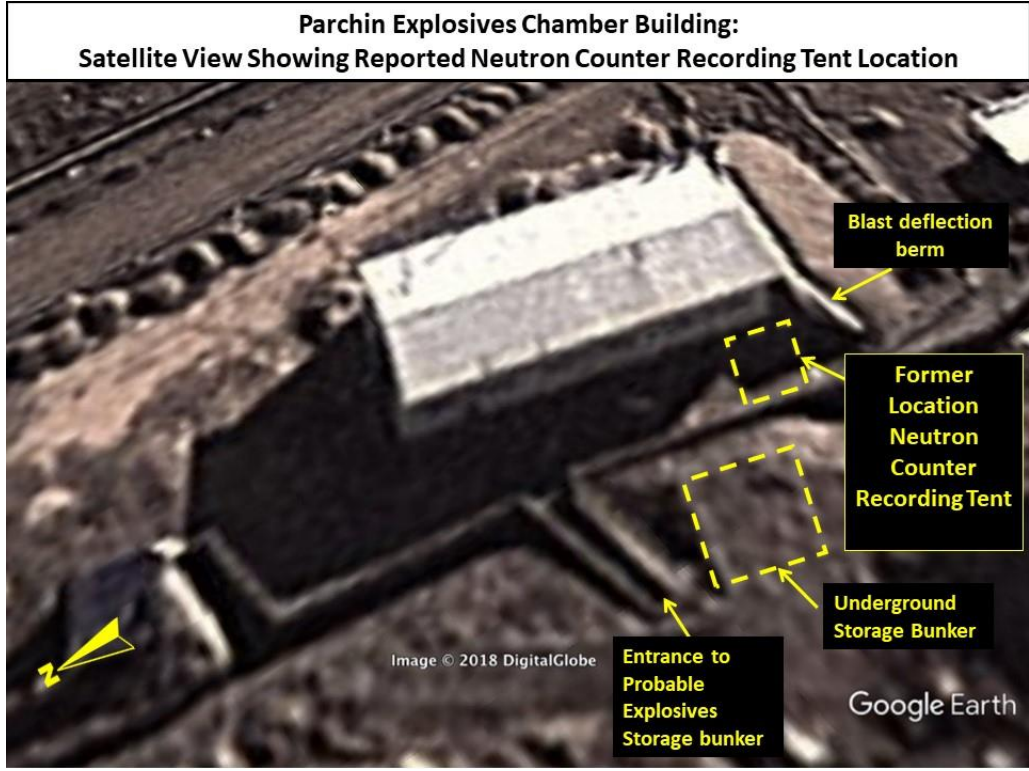 Parchin Explosives Chamber Building:
Satellite View Showing Reported Neutron Counter Recording Tent Location
Blast deflection
berm
Former
Location
Neutron
Counter
Recording Tent
Underground
Storage Bunker
Entrance to
Probable
Explosives
Storage bunker
N
Image © 2018 DigitalGlobe
Google Earth